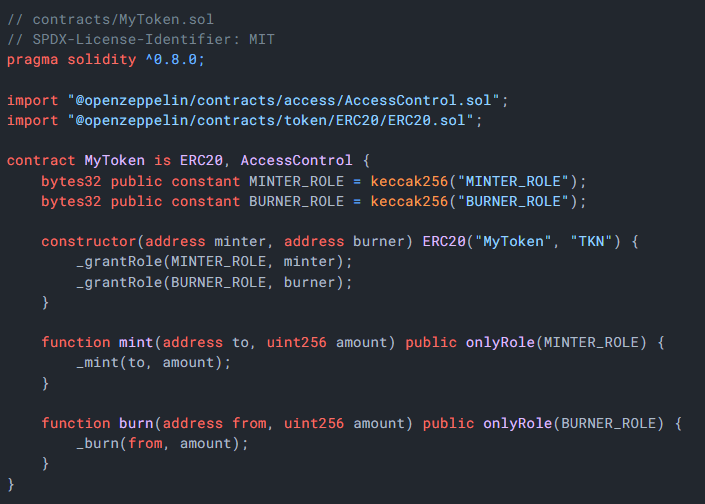 // contracts/MyToken.sol
// SPDX-License-Identifier: MIT
pragma solidity ^0.8.0;

import "@openzeppelin/contracts/access/AccessControl.sol";
import "@openzeppelin/contracts/token/ERC20/ERC20.sol";

contract MyToken is ERC20, AccessControl {
    bytes32 public constant MINTER_ROLE = keccak256("MINTER_ROLE");
    bytes32 public constant BURNER_ROLE = keccak256("BURNER_ROLE");

    constructor(address minter, address burner) ERC20("MyToken", "TKN") {
        _grantRole(MINTER_ROLE, minter);
        _grantRole(BURNER_ROLE, burner);
    }

    function mint(address to, uint256 amount) public onlyRole(MINTER_ROLE) {
        _mint(to, amount);
    }

    function burn(address from, uint256 amount) public onlyRole(BURNER_ROLE) {
        _burn(from, amount);
    }
}